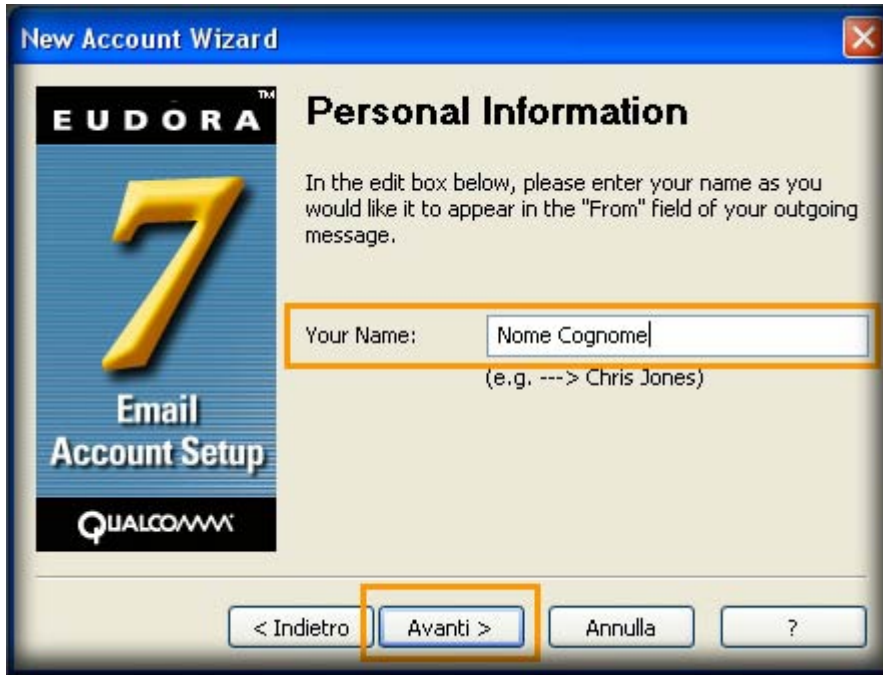 New Account Wizard
EUDORA™
7
Email
Account Setup
QUALCOMM
Personal Information
In the edit box below, please enter your name as you
would like it to appear in the "From" field of your outgoing
message.
Your Name: Nome Cognome
(e.g. ---> Chris Jones)
< Indietro Avanti > Annulla ?